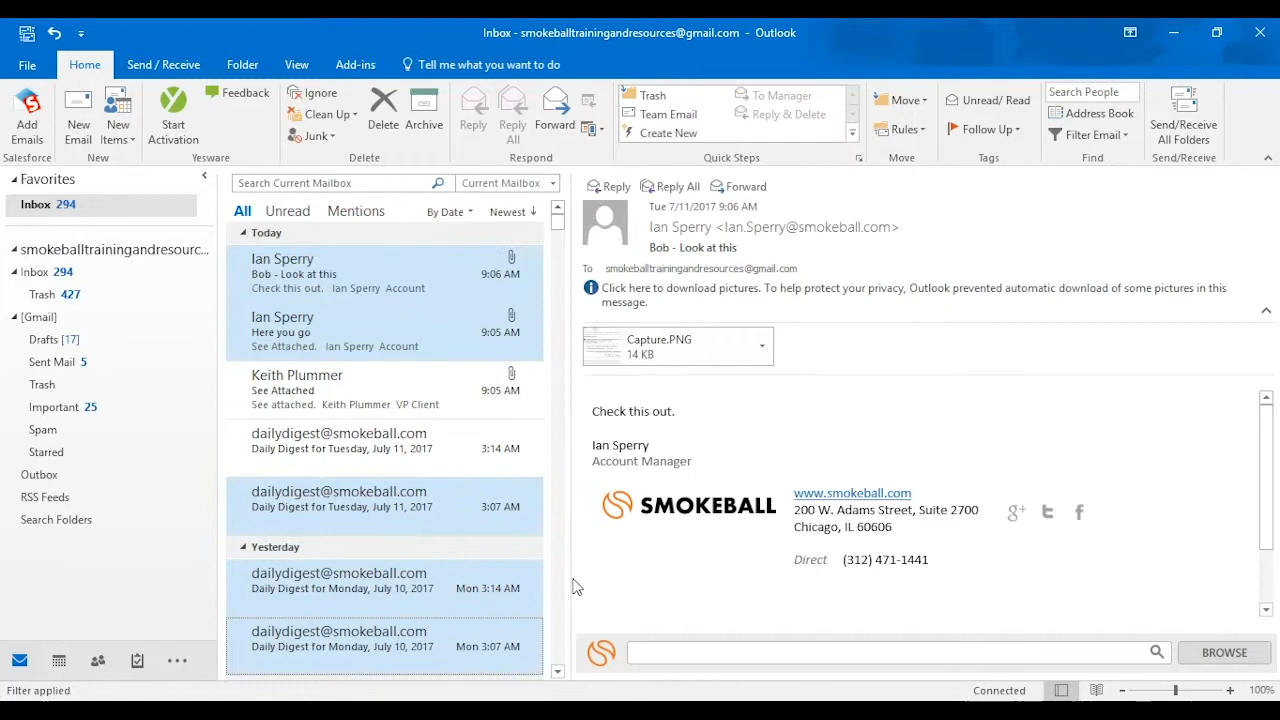 Inbox - smokeballtrainingandresources@gmail.com - Outlook
File Home Send / Receive Folder View Add-ins Tell me what you want to do
Add Emails
Salesforce
New Email
New Items
New
Start Activation
Feedback
Yesware
Ignore
Clean Up
Junk
Delete
Archive
Delete
Reply
Reply All
Forward
Respond
Trash
Team Email
Create New
To Manager
Reply & Delete
Quick Steps
Move
Rules
Move
Unread/ Read
Follow Up
Tags
Search People
Address Book
Filter Email
Find
Send/Receive All Folders
Send/Receive
Favorites
Inbox 294
smokeballtrainingandresourc...
Inbox 294
Trash 427
[Gmail]
Drafts [17]
Sent Mail 5
Trash
Important 25
Spam
Starred
Outbox
RSS Feeds
Search Folders
Search Current Mailbox Current Mailbox
All Unread Mentions By Date Newest
Today
Ian Sperry
Bob - Look at this 9:06 AM
Check this out. Ian Sperry Account
Ian Sperry
Here you go 9:05 AM
See Attached. Ian Sperry Account
Keith Plummer
See Attached 9:05 AM
See attached. Keith Plummer VP Client
dailydigest@smokeball.com
Daily Digest for Tuesday, July 11, 2017 3:14 AM
dailydigest@smokeball.com
Daily Digest for Tuesday, July 11, 2017 3:07 AM
Yesterday
dailydigest@smokeball.com
Daily Digest for Monday, July 10, 2017 Mon 3:14 AM
dailydigest@smokeball.com
Daily Digest for Monday, July 10, 2017 Mon 3:07 AM
Reply Reply All Forward
Tue 7/11/2017 9:06 AM
Ian Sperry <Ian.Sperry@smokeball.com>
Bob - Look at this
To smokeballtrainingandresources@gmail.com
Click here to download pictures. To help protect your privacy, Outlook prevented automatic download of some pictures in this
message.
Capture.PNG
14 KB
Check this out.
Ian Sperry
Account Manager
SMOKEBALL
www.smokeball.com
200 W. Adams Street, Suite 2700
Chicago, IL 60606
Direct (312) 471-1441
BROWSE
Filter applied
Connected
100%